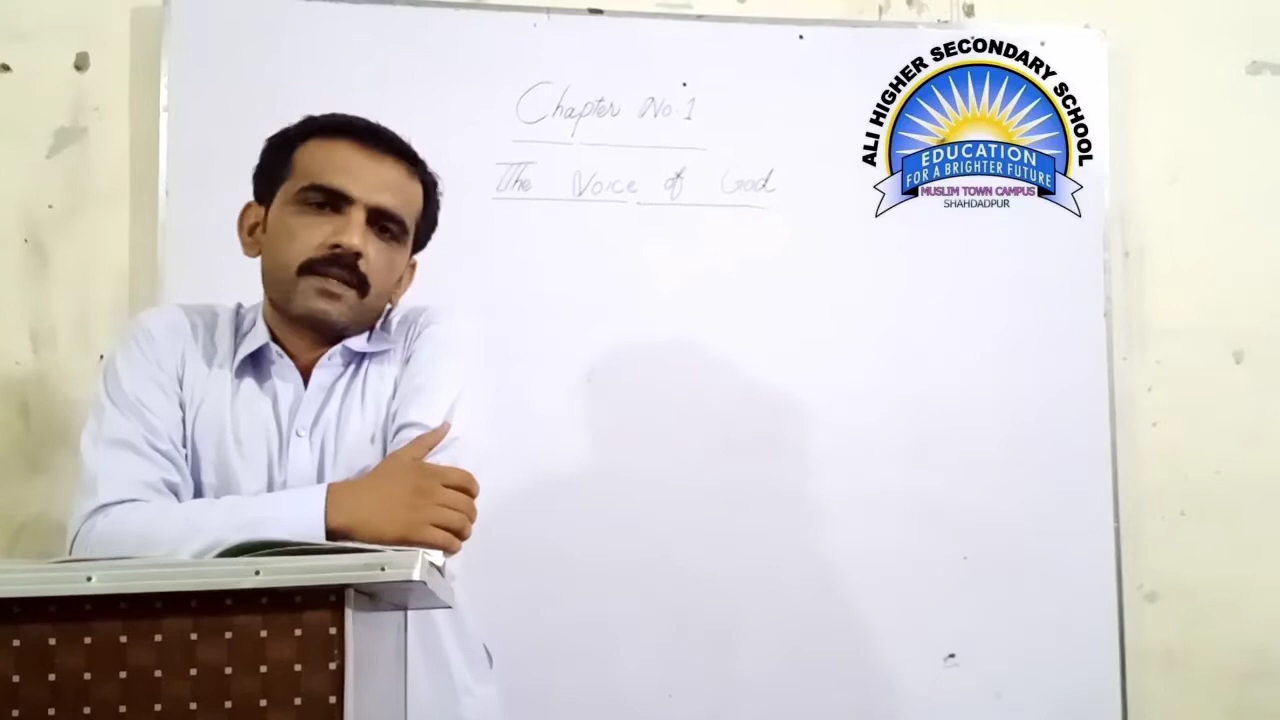 Chapter No.1
The Voice of God
ALI HIGHER SECONDARY SCHOOL
EDUCATION
FOR A BRIGHTER FUTURE
MUSLIM TOWN CAMPUS
SHAHDADPUR